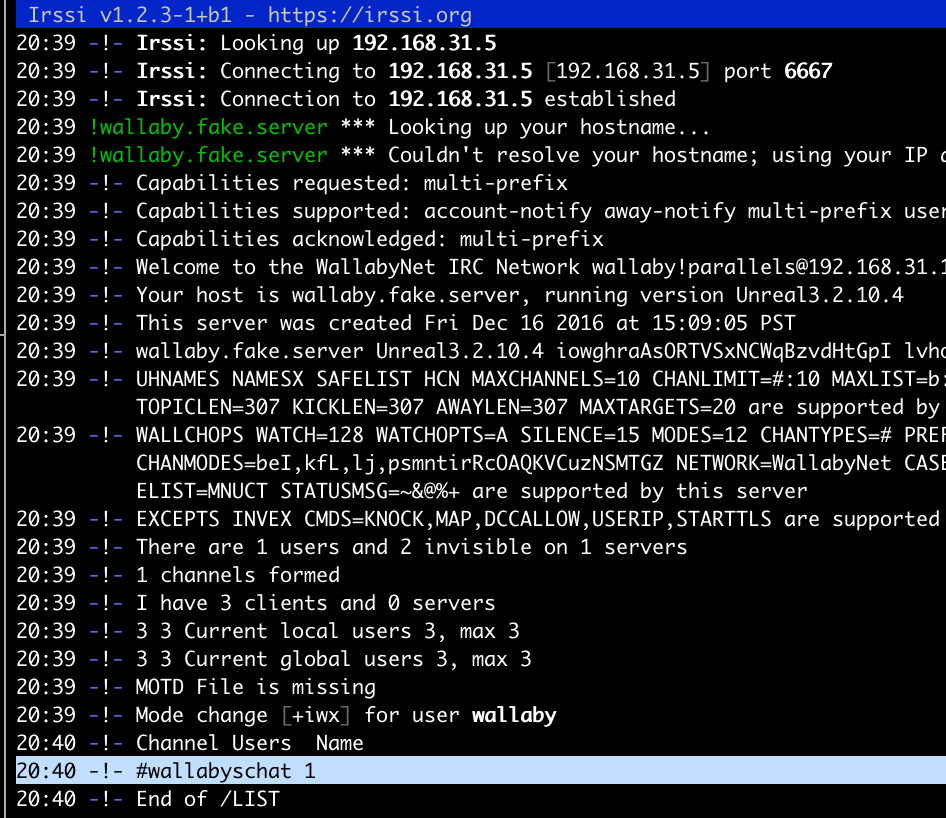 Irssi v1.2.3-1+b1 - https://irssi.org
20:39 -!- Irssi: Looking up 192.168.31.5
20:39 -!- Irssi: Connecting to 192.168.31.5 [192.168.31.5] port 6667
20:39 -!- Irssi: Connection to 192.168.31.5 established
20:39 !wallaby.fake.server *** Looking up your hostname...
20:39 !wallaby.fake.server *** Couldn't resolve your hostname; using your IP
20:39 -!- Capabilities requested: multi-prefix
20:39 -!- Capabilities supported: account-notify away-notify multi-prefix user
20:39 -!- Capabilities acknowledged: multi-prefix
20:39 -!- Welcome to the WallabyNet IRC Network wallaby!parallels@192.168.31.1
20:39 -!- Your host is wallaby.fake.server, running version Unreal3.2.10.4
20:39 -!- This server was created Fri Dec 16 2016 at 15:09:05 PST
20:39 -!- wallaby.fake.server Unreal3.2.10.4 iowghraAsORTVSxNCWqBzvdHtGpI
20:39 -!- UHNAMES NAMESX SAFELIST HCN MAXCHANNELS=10 CHANLIMIT=#:10 MAXLIST=b:
TOPICLEN=307 KICKLEN=307 AWAYLEN=307 MAXTARGETS=20 are supported by
20:39 -!- WALLCHOPS WATCH=128 WATCHOPTS=A SILENCE=15 MODES=12 CHANTYPES=#
CHANMODES=beI,kfL,lj,psmntirRcOAQKVCuzNSMTGZ NETWORK=WallabyNet
ELIST=MNUCT STATUSMSG=~&@%+ are supported by this server
20:39 -!- EXCEPTS INVEX CMDS=KNOCK,MAP,DCCALLOW,USERIP,STARTTLS are supported
20:39 -!- There are 1 users and 2 invisible on 1 servers
20:39 -!- 1 channels formed
20:39 -!- I have 3 clients and 0 servers
20:39 -!- 3 3 Current local users 3, max 3
20:39 -!- 3 3 Current global users 3, max 3
20:39 -!- MOTD File is missing
20:39 -!- Mode change [+iwx] for user wallaby
20:40 -!- Channel Users  Name
20:40 -!- #wallabyschat 1
20:40 -!- End of /LIST